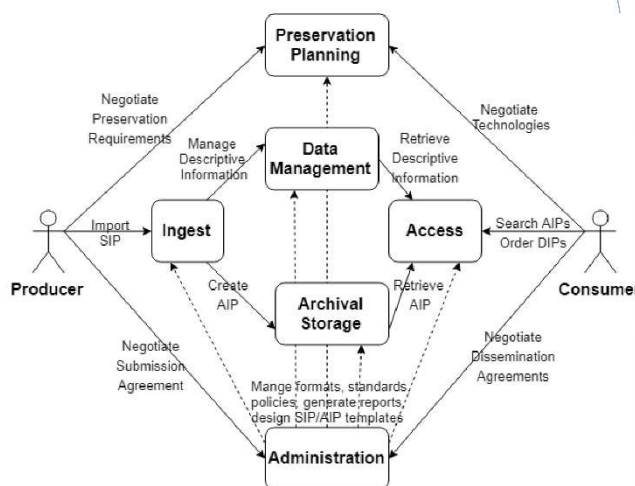 Preservation
Planning
Negotiate
Preservation
Requirements
Negotiate
Technologies
Manage
Descriptive
Information
Data
Management
Retrieve
Descriptive
Information
Import
SIP
Ingest
Access
Search AIPs
Order DIPs
Producer
Consumer
Create
AIP
Archival
Storage
Retrieve
AIP
Negotiate
Submission
Agreement
Negotiate
Dissemination
Agreements
Mange formats, standards,
policies, generate reports,
design SIP/AIP templates
Administration